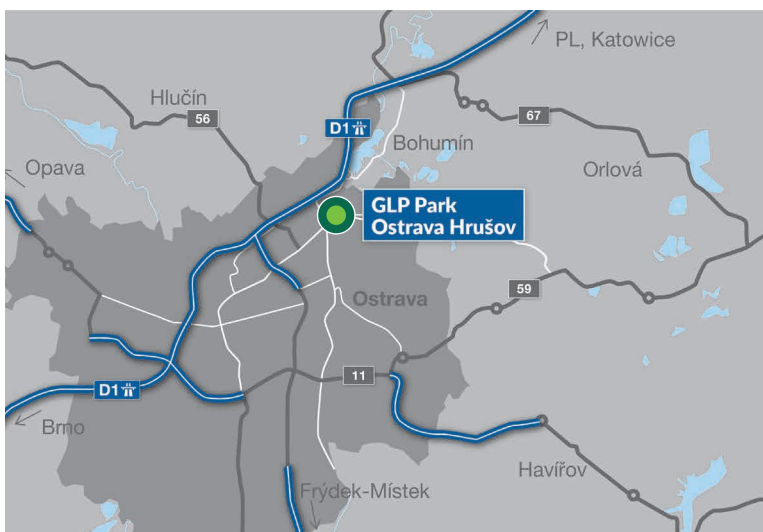 PL, Katowice
Hlučín
56
D1
67
Bohumín
Opava
Orlová
GLP Park
Ostrava Hrušov
59
Ostrava
11
D1
Brno
Havířov
Frýdek-Místek